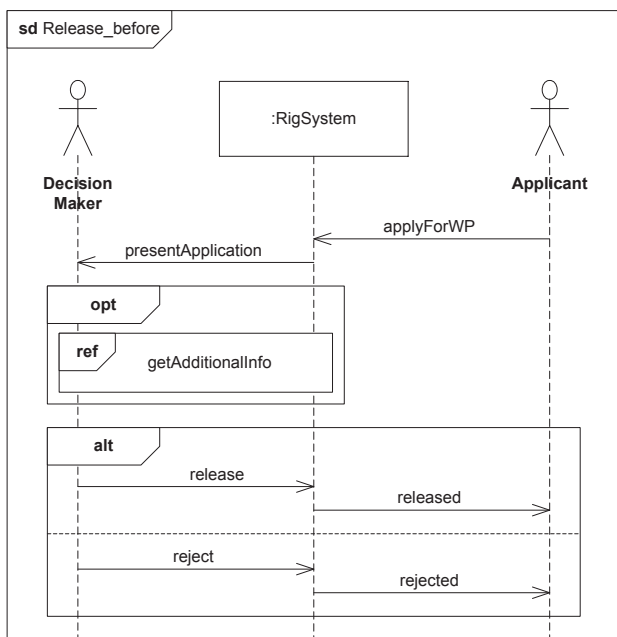 sd Release_before
:RigSystem
Decision
Maker
Applicant
applyForWP
presentApplication
opt
ref
getAdditionalInfo
alt
release
released
reject
rejected